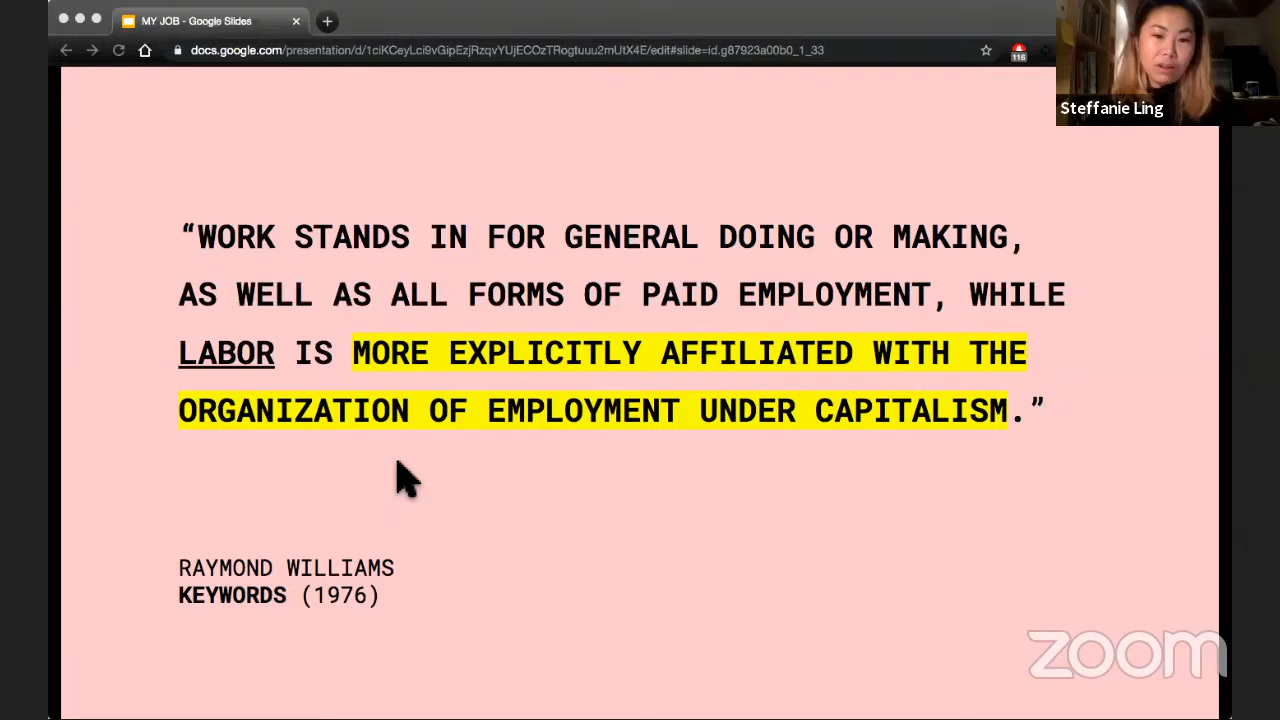 MY JOB - Google Slides
docs.google.com/presentation/d/1ciKCeyLci9vGipEzjRzqvYUjECOzTRogtuuu2mUtX4E/edit#slide=id.g87923a00b0_1_33
116
Steffanie Ling
“WORK STANDS IN FOR GENERAL DOING OR MAKING,
AS WELL AS ALL FORMS OF PAID EMPLOYMENT, WHILE
LABOR IS MORE EXPLICITLY AFFILIATED WITH THE
ORGANIZATION OF EMPLOYMENT UNDER CAPITALISM.”
RAYMOND WILLIAMS
KEYWORDS (1976)
zoom